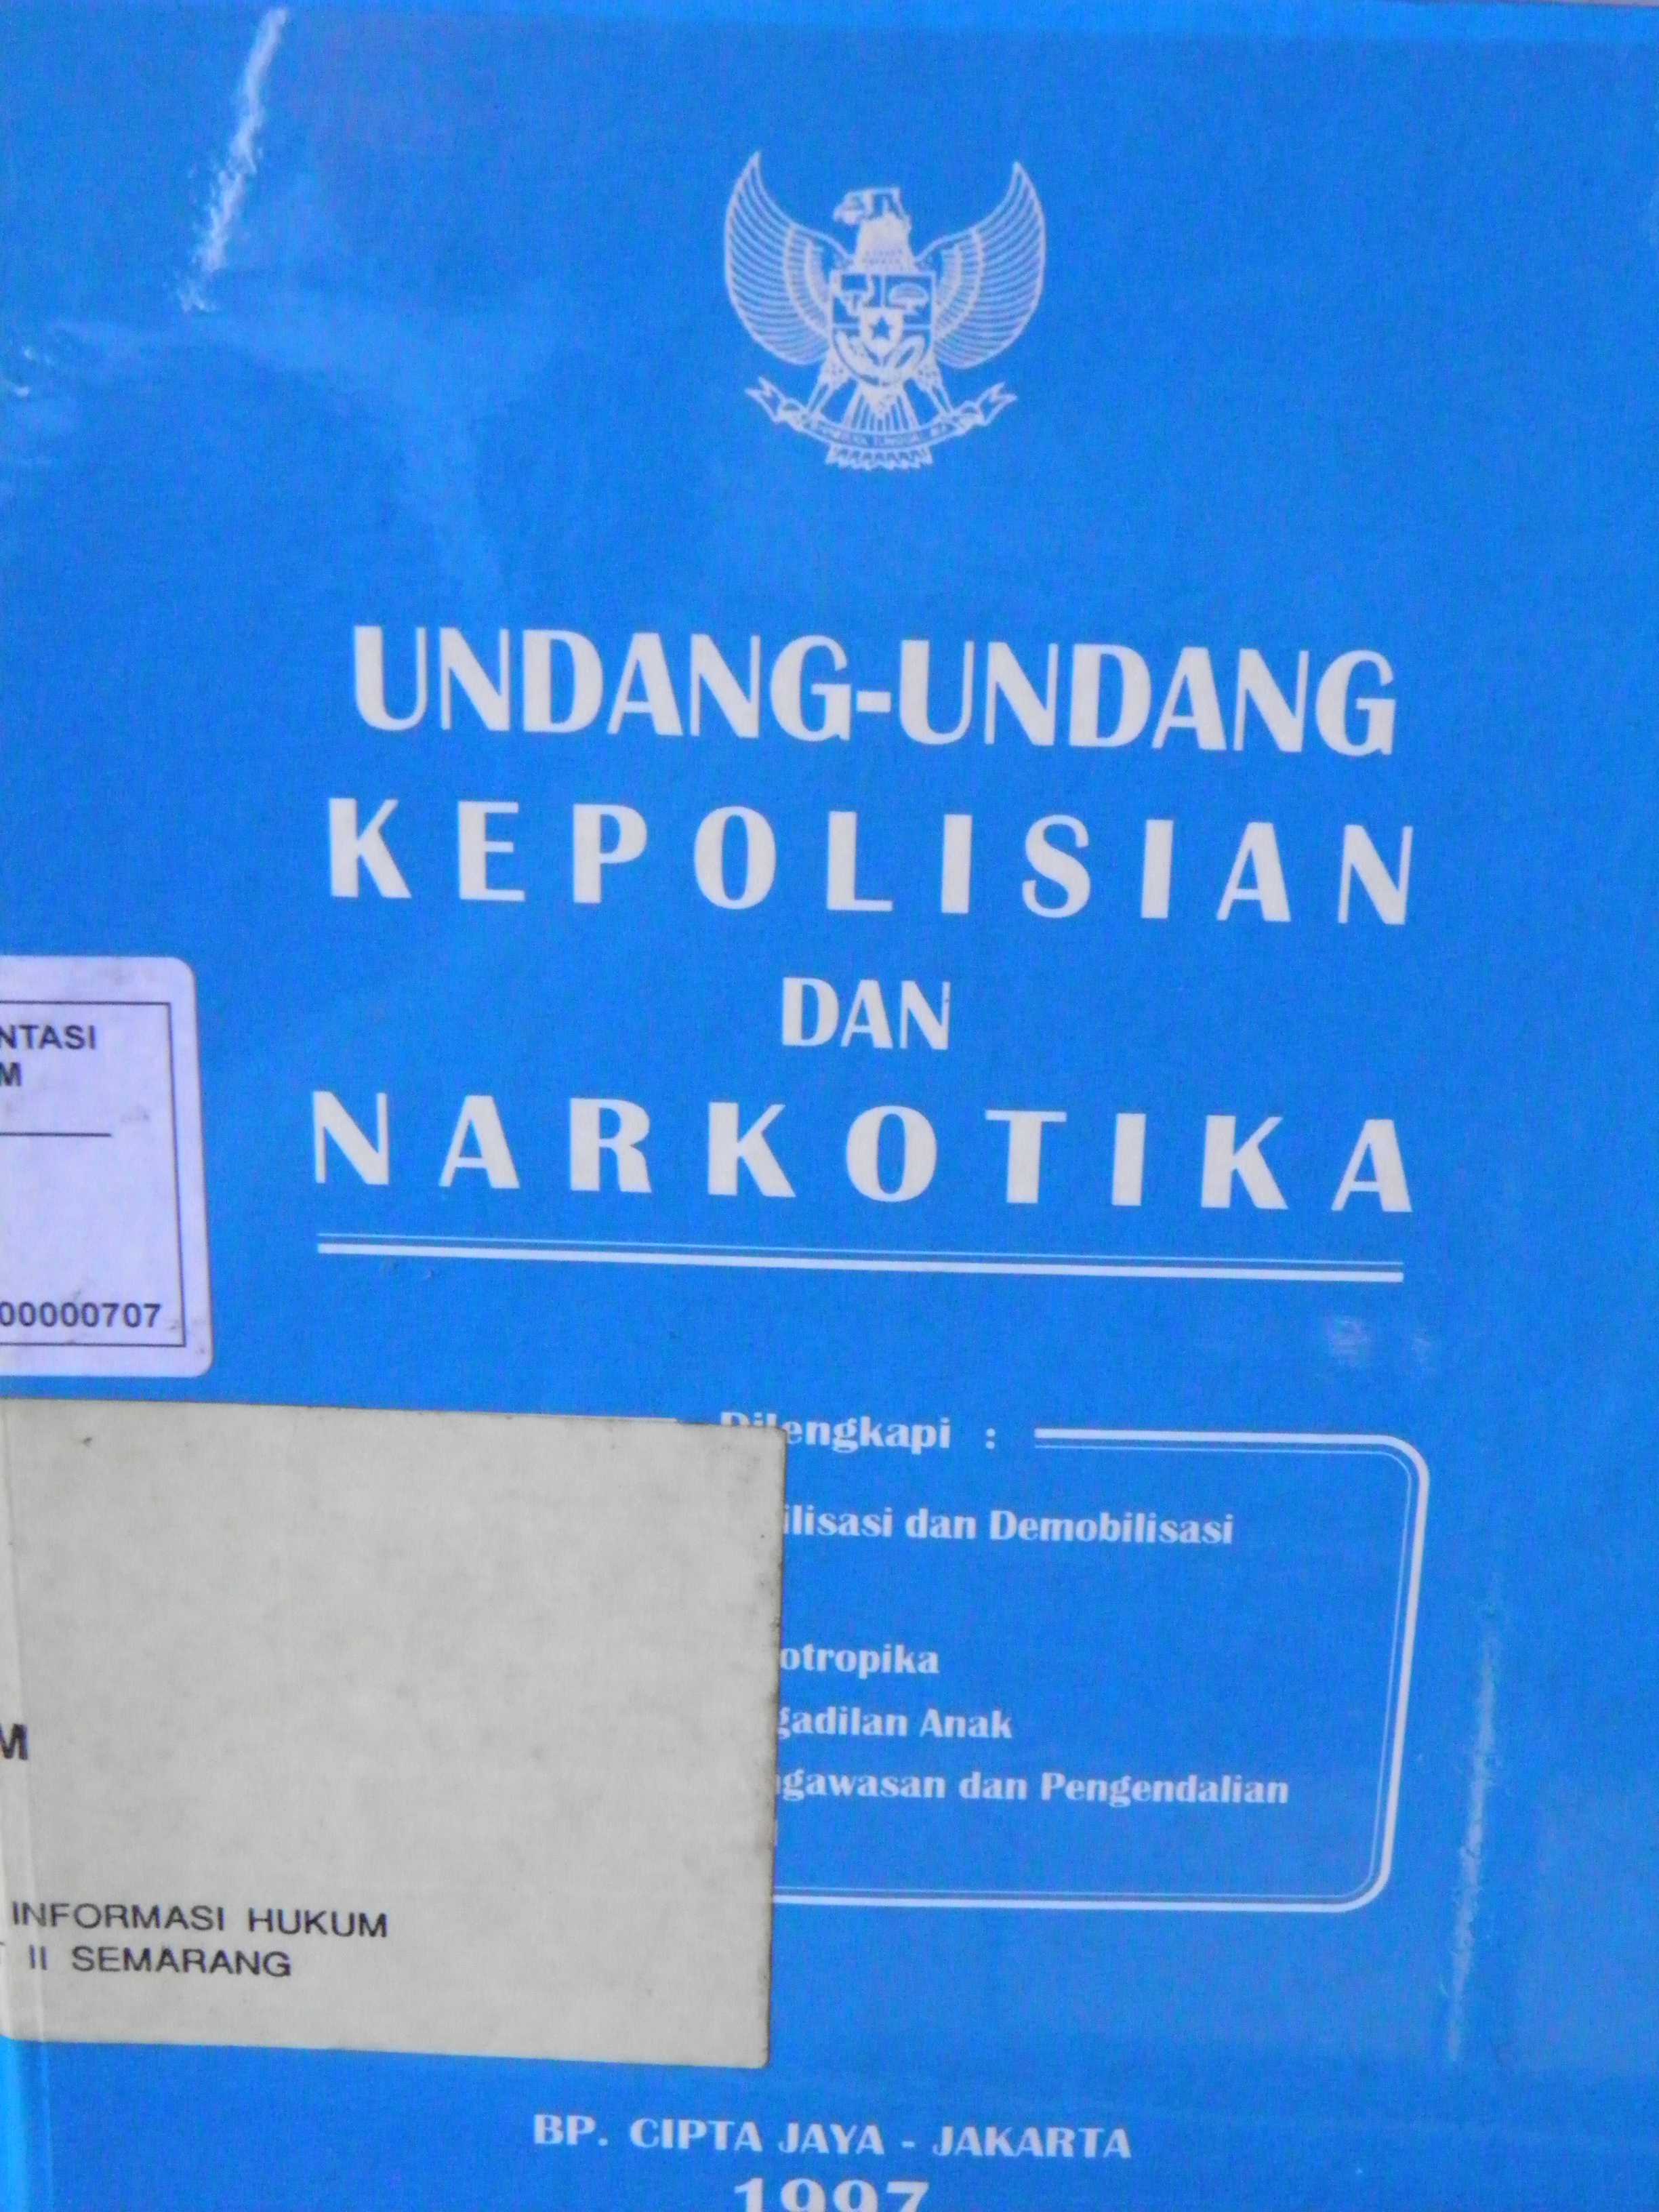 UNDANG-UNDANG
KEPOLISIAN
DAN
NARKOTIKA
NTASI
M
00000707
Dilengkapi :
ilisasi dan Demobilisasi
otropika
gadilan Anak
gawasan dan Pengendalian
M
INFORMASI HUKUM
II SEMARANG
BP. CIPTA JAYA - JAKARTA
1997